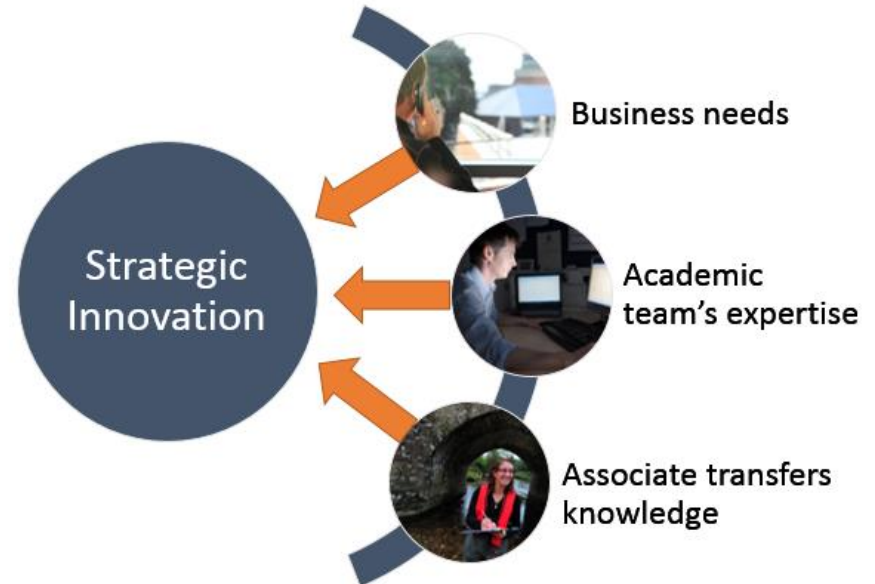 Strategic
Innovation
Business needs
Academic
team’s expertise
Associate transfers
knowledge